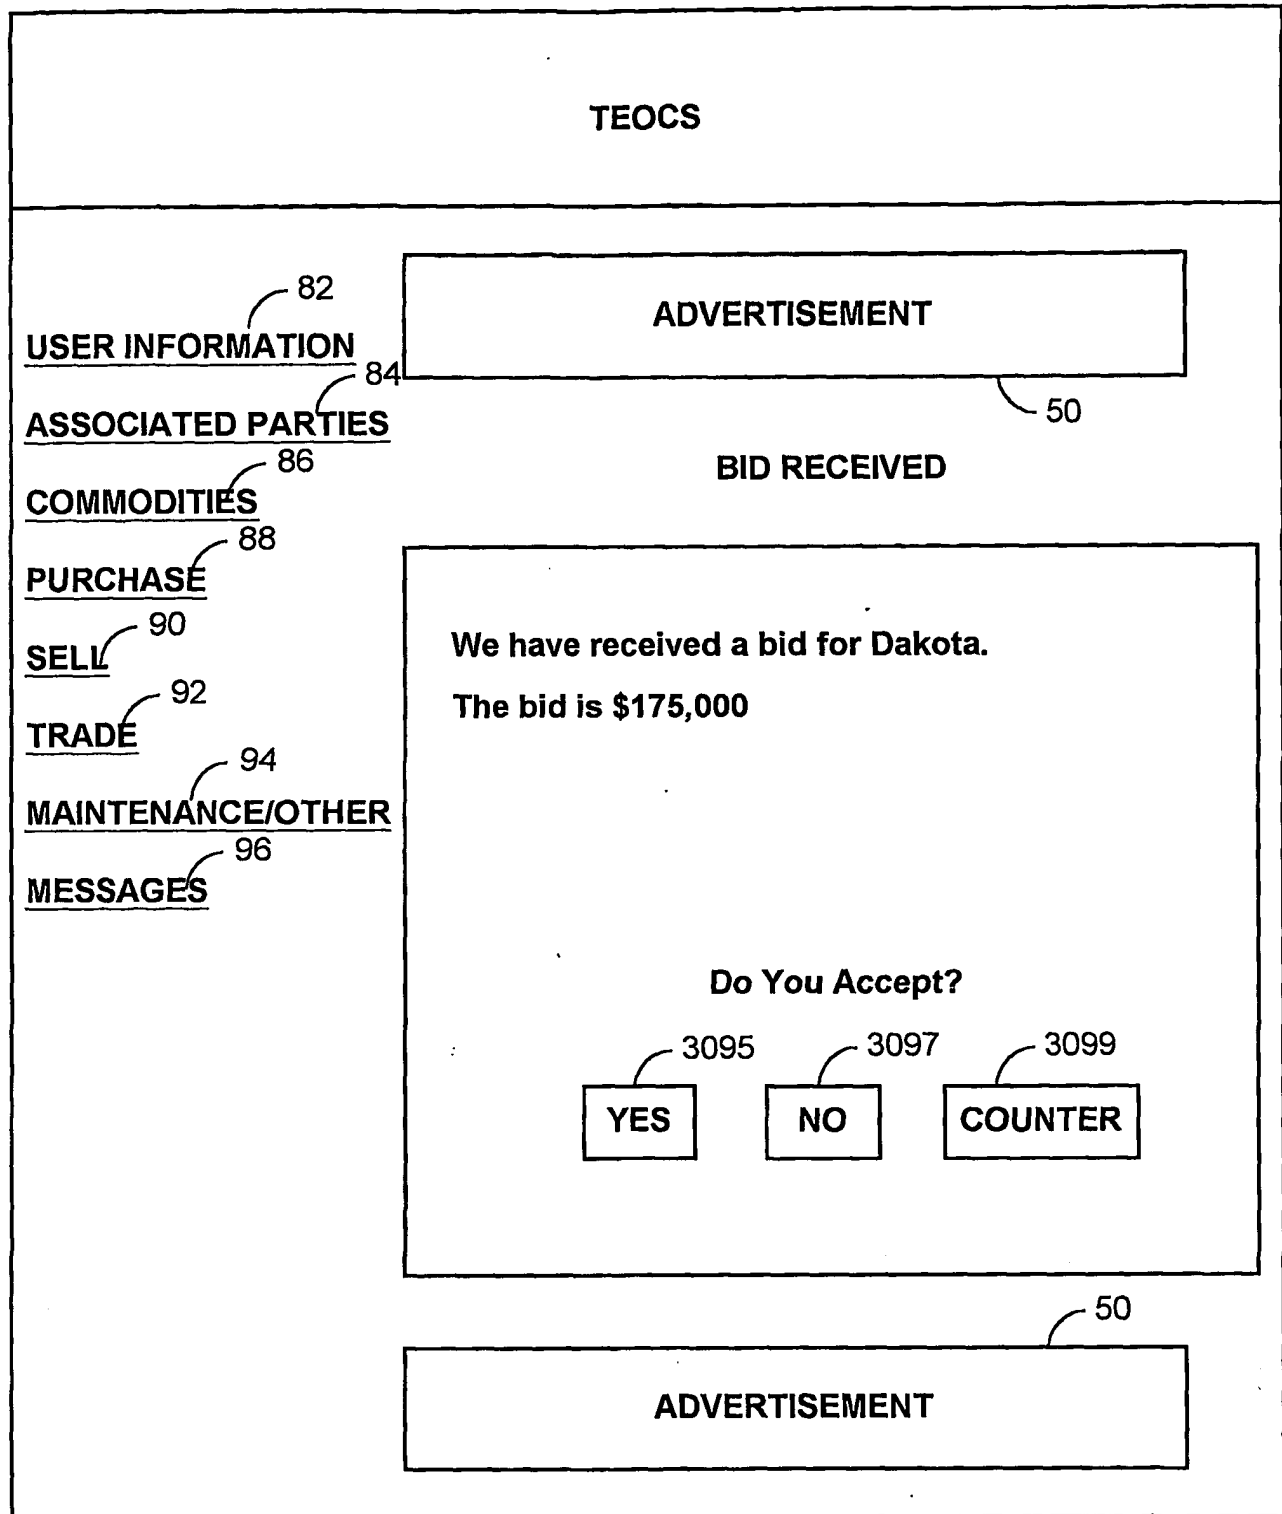 TEOCS
82
USER INFORMATION
84
ASSOCIATED PARTIES
86
COMMODITIES
88
PURCHASE
90
SELL
92
TRADE
94
MAINTENANCE/OTHER
96
MESSAGES
ADVERTISEMENT
50
BID RECEIVED
We have received a bid for Dakota.
The bid is $175,000
Do You Accept?
3095 3097 3099
YES NO COUNTER
50
ADVERTISEMENT